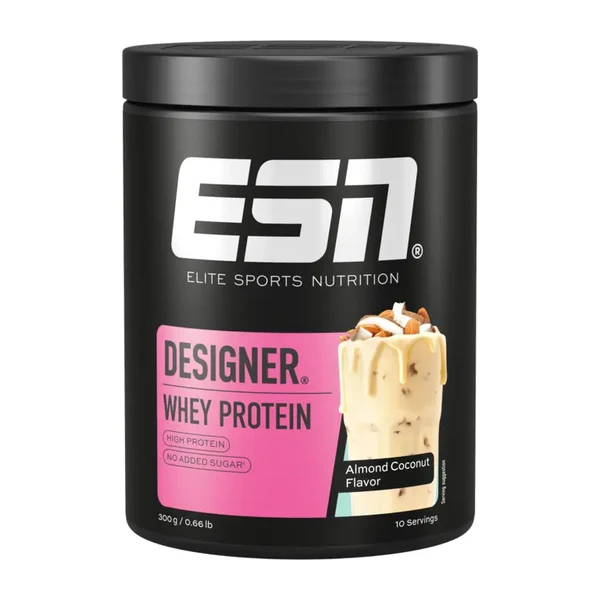 ESN®
ELITE SPORTS NUTRITION
DESIGNER®
WHEY PROTEIN
HIGH PROTEIN
NO ADDED SUGAR¹
Almond Coconut
Flavor
Serving suggestion
300 g / 0.66 lb
10 Servings